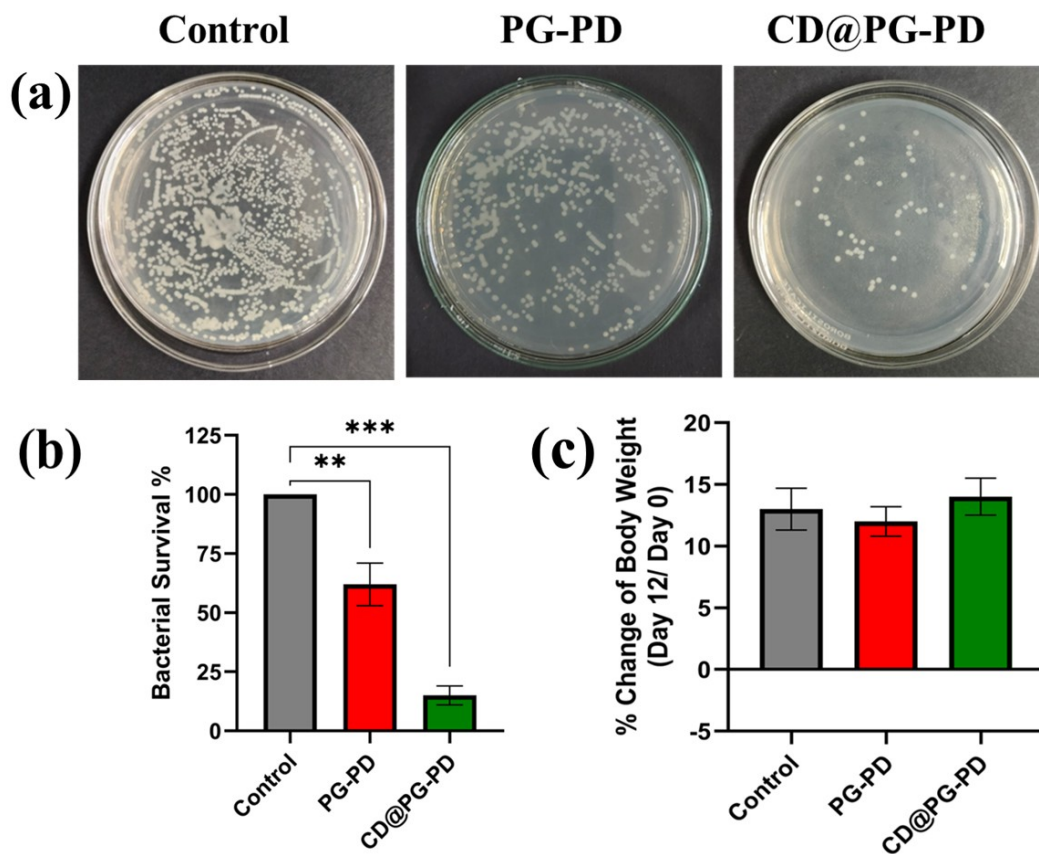 Control PG-PD CD@PG-PD
(a)
(b)
Bacterial Survival %
125
100
75
50
25
0
** ***
Control PG-PD CD@PG-PD
(c)
% Change of Body Weight
(Day 12/ Day 0)
20
15
10
5
0
-5
Control PG-PD CD@PG-PD